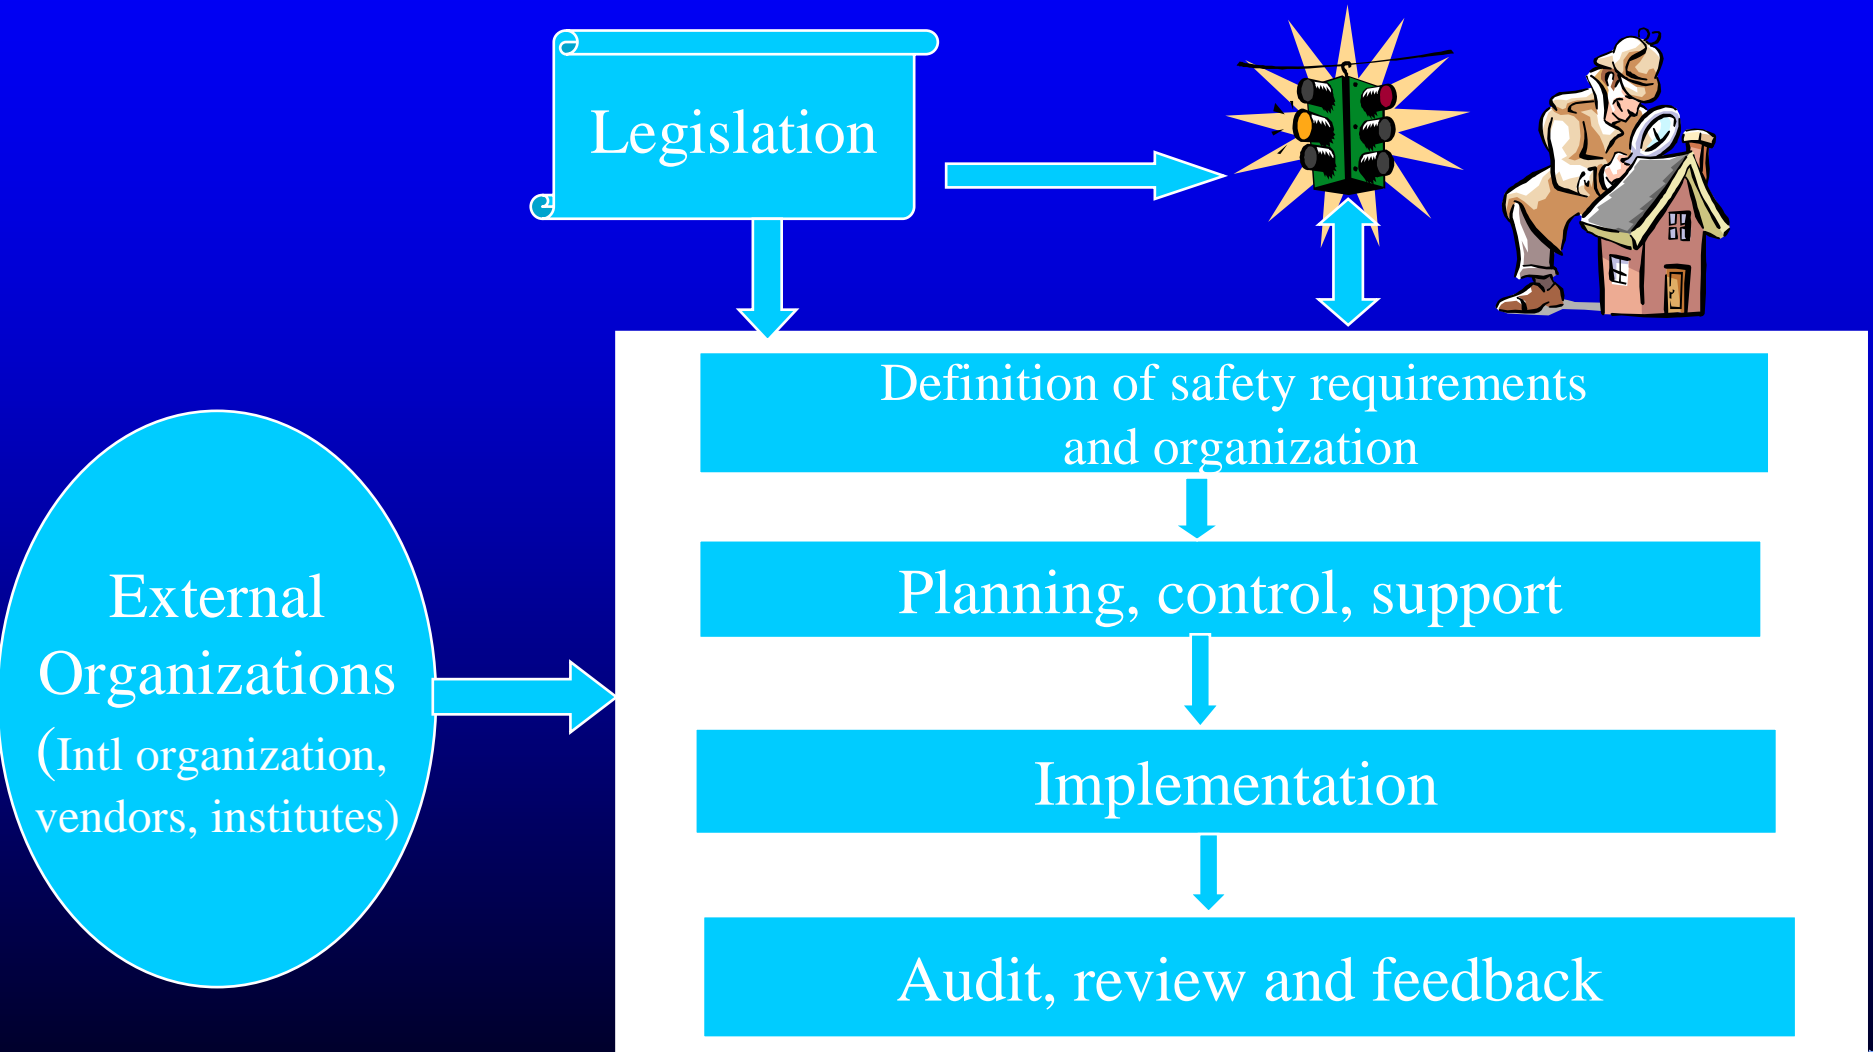 Legislation
Definition of safety requirements
and organization
Planning, control, support
External
Organizations
(Intl organization,
vendors, institutes)
Implementation
Audit, review and feedback